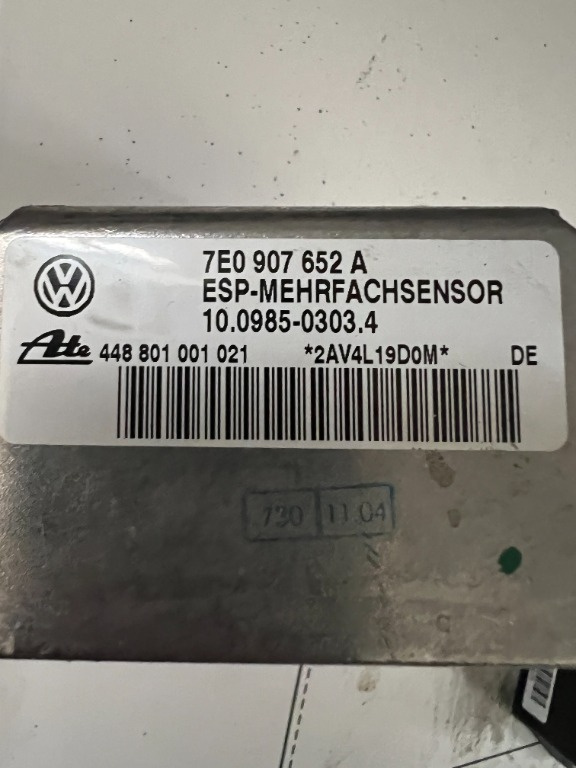 7E0 907 652 A
ESP-MEHRFACHSENSOR
10.0985-0303.4
Ate 448 801 001 021 *2AV4L19D0M* DE
730 11.04